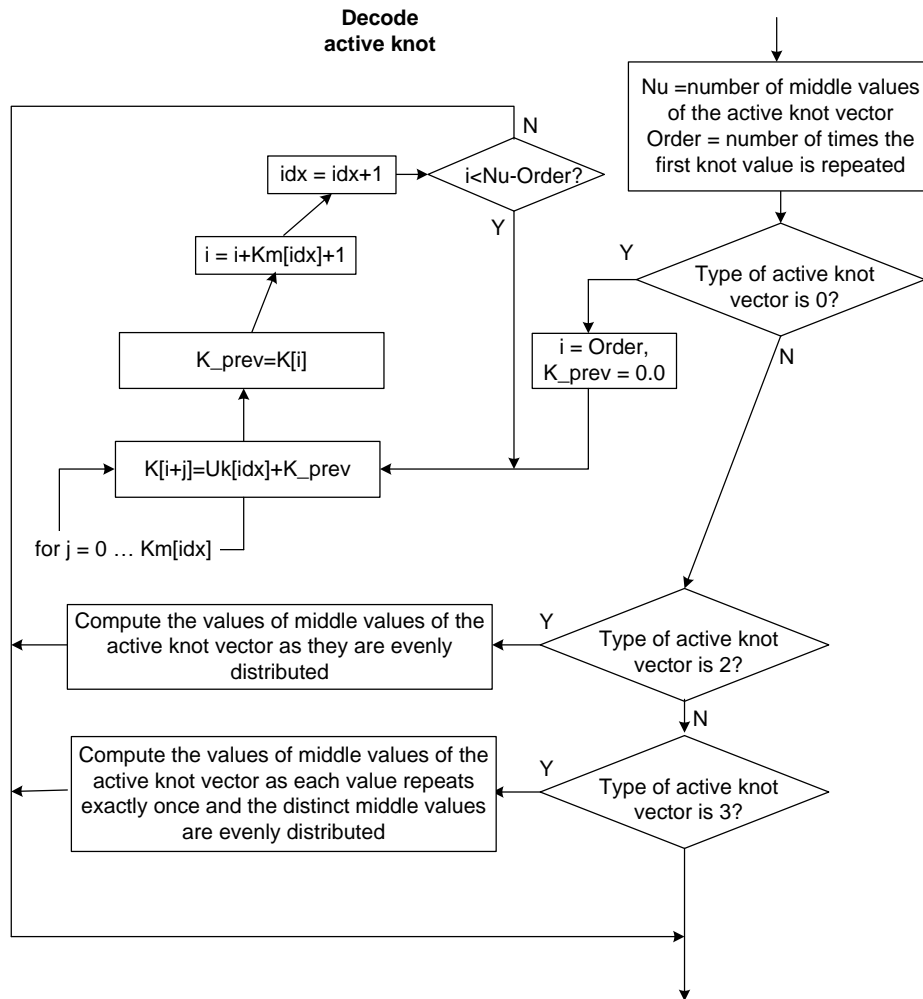 Decode
active knot
Nu =number of middle values
of the active knot vector
Order = number of times the
first knot value is repeated
N
i<Nu-Order?
Y
idx = idx+1
i = i+Km[idx]+1
K_prev=K[i]
K[i+j]=Uk[idx]+K_prev
for j = 0 … Km[idx]
Y
Type of active knot
vector is 0?
N
i = Order,
K_prev = 0.0
Compute the values of middle values of the
active knot vector as they are evenly
distributed
Y
Type of active knot
vector is 2?
N
Compute the values of middle values of the
active knot vector as each value repeats
exactly once and the distinct middle values
are evenly distributed
Y
Type of active knot
vector is 3?